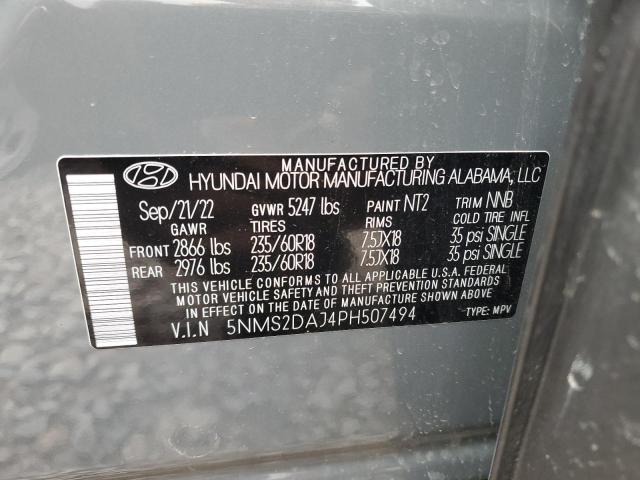 MANUFACTURED BY
HYUNDAI MOTOR MANUFACTURING ALABAMA, LLC
Sep/21/22 GVWR 5247 lbs PAINT NT2 TRIM NNB
GAWR TIRES RIMS COLD TIRE INFL
FRONT 2866 lbs 235/60R18 7.5JX18 35 psi SINGLE
REAR 2976 lbs 235/60R18 7.5JX18 35 psi SINGLE
THIS VEHICLE CONFORMS TO ALL APPLICABLE U.S.A. FEDERAL
MOTOR VEHICLE SAFETY AND THEFT PREVENTION STANDARDS
IN EFFECT ON THE DATE OF MANUFACTURE SHOWN ABOVE.
V.I.N 5NMS2DAJ4PH507494 TYPE: MPV